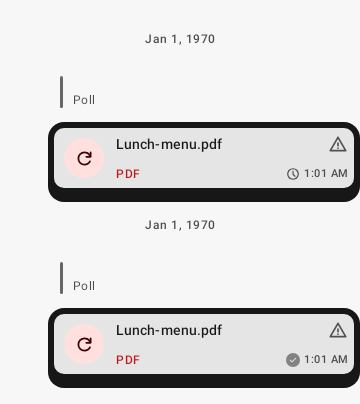 Jan 1, 1970
Poll
Lunch-menu.pdf
PDF
1:01 AM
Jan 1, 1970
Poll
Lunch-menu.pdf
PDF
1:01 AM